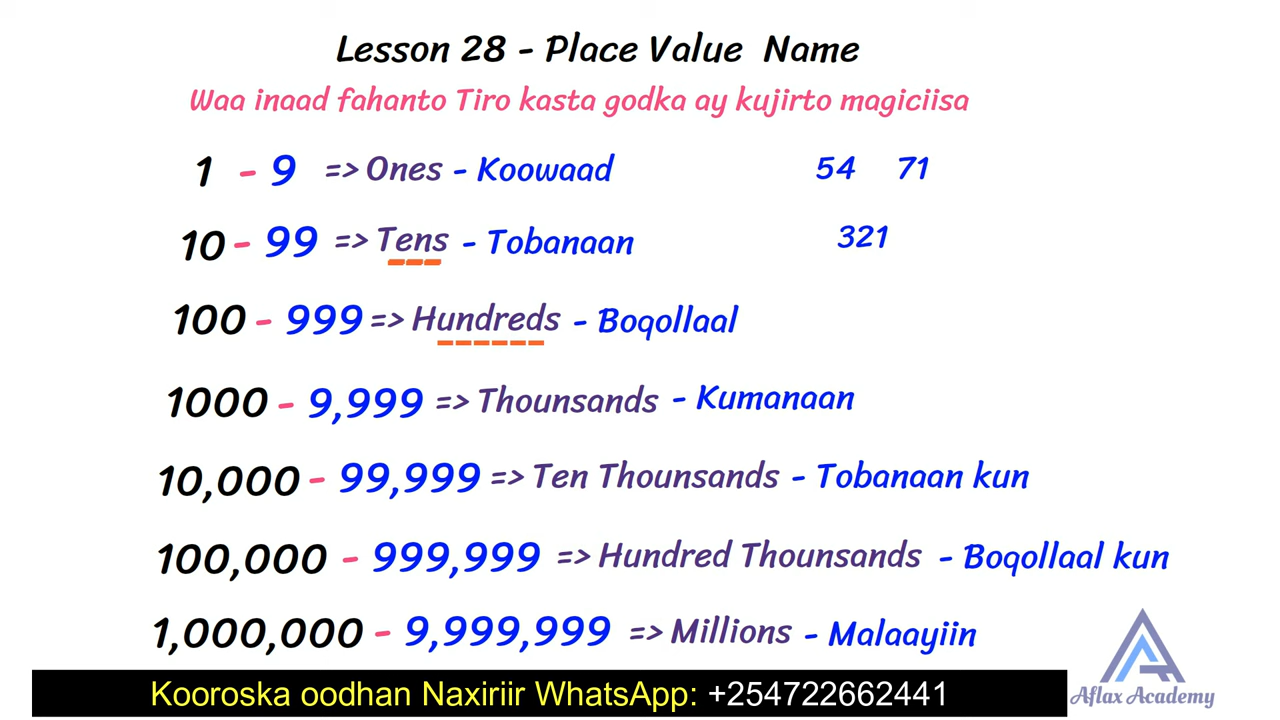 Lesson 28 - Place Value Name
Waa inaad fahanto Tiro kasta godka ay kujirto magiciisa
1 - 9 => Ones - Koowaad 54 71
10 - 99 => Tens - Tobanaan 321
100 - 999 => Hundreds - Boqollaal
1000 - 9,999 => Thounsands - Kumanaan
10,000 - 99,999 => Ten Thounsands - Tobanaan kun
100,000 - 999,999 => Hundred Thounsands - Boqollaal kun
1,000,000 - 9,999,999 => Millions - Malaayiin
Kooroska oodhan Naxiriir WhatsApp: +254722662441
Aflax Academy